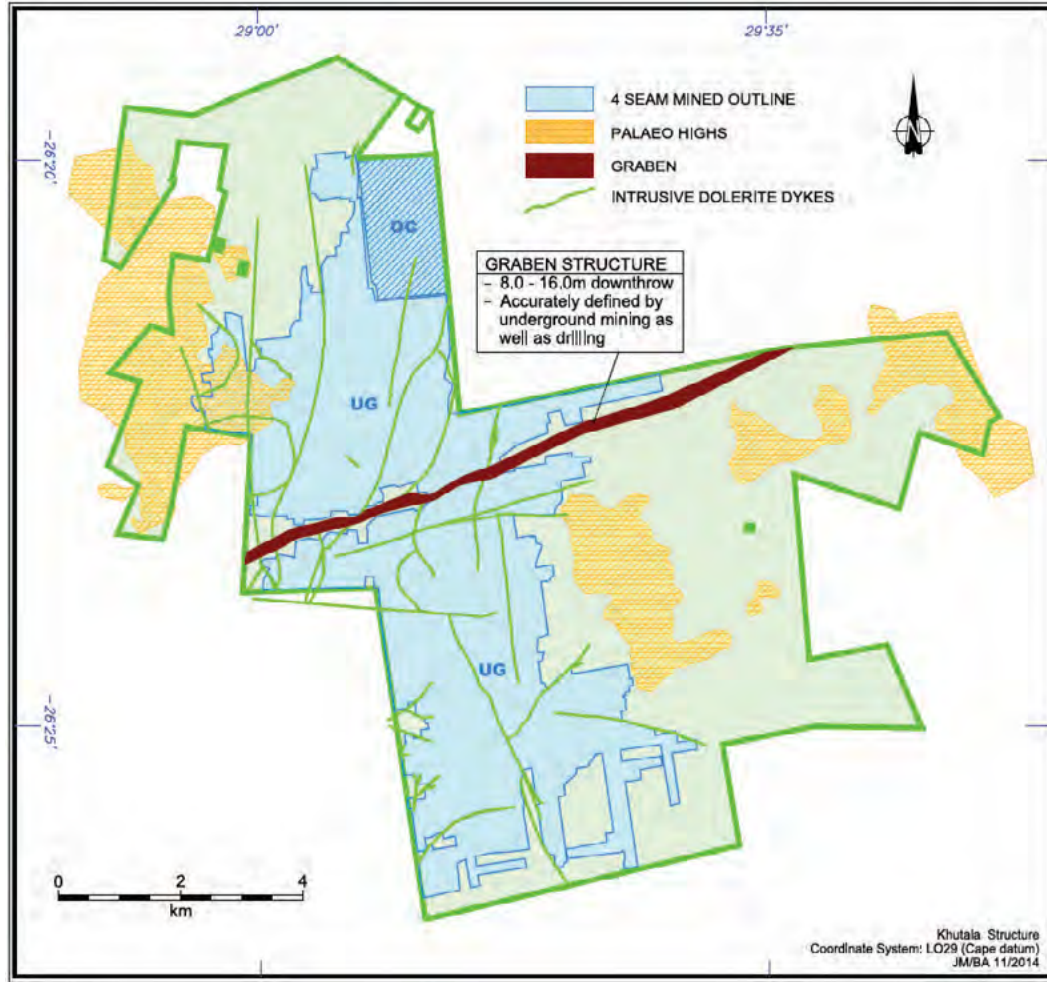 29°00'
29°35'
4 SEAM MINED OUTLINE
PALAEO HIGHS
GRABEN
INTRUSIVE DOLERITE DYKES
-26°20'
OC
GRABEN STRUCTURE
- 8.0 - 16.0m downthrow
- Accurately defined by
underground mining as
well as drilling
UG
UG
-26°25'
0 2 4
km
Khutala Structure
Coordinate System: LO29 (Cape datum)
JM/BA 11/2014